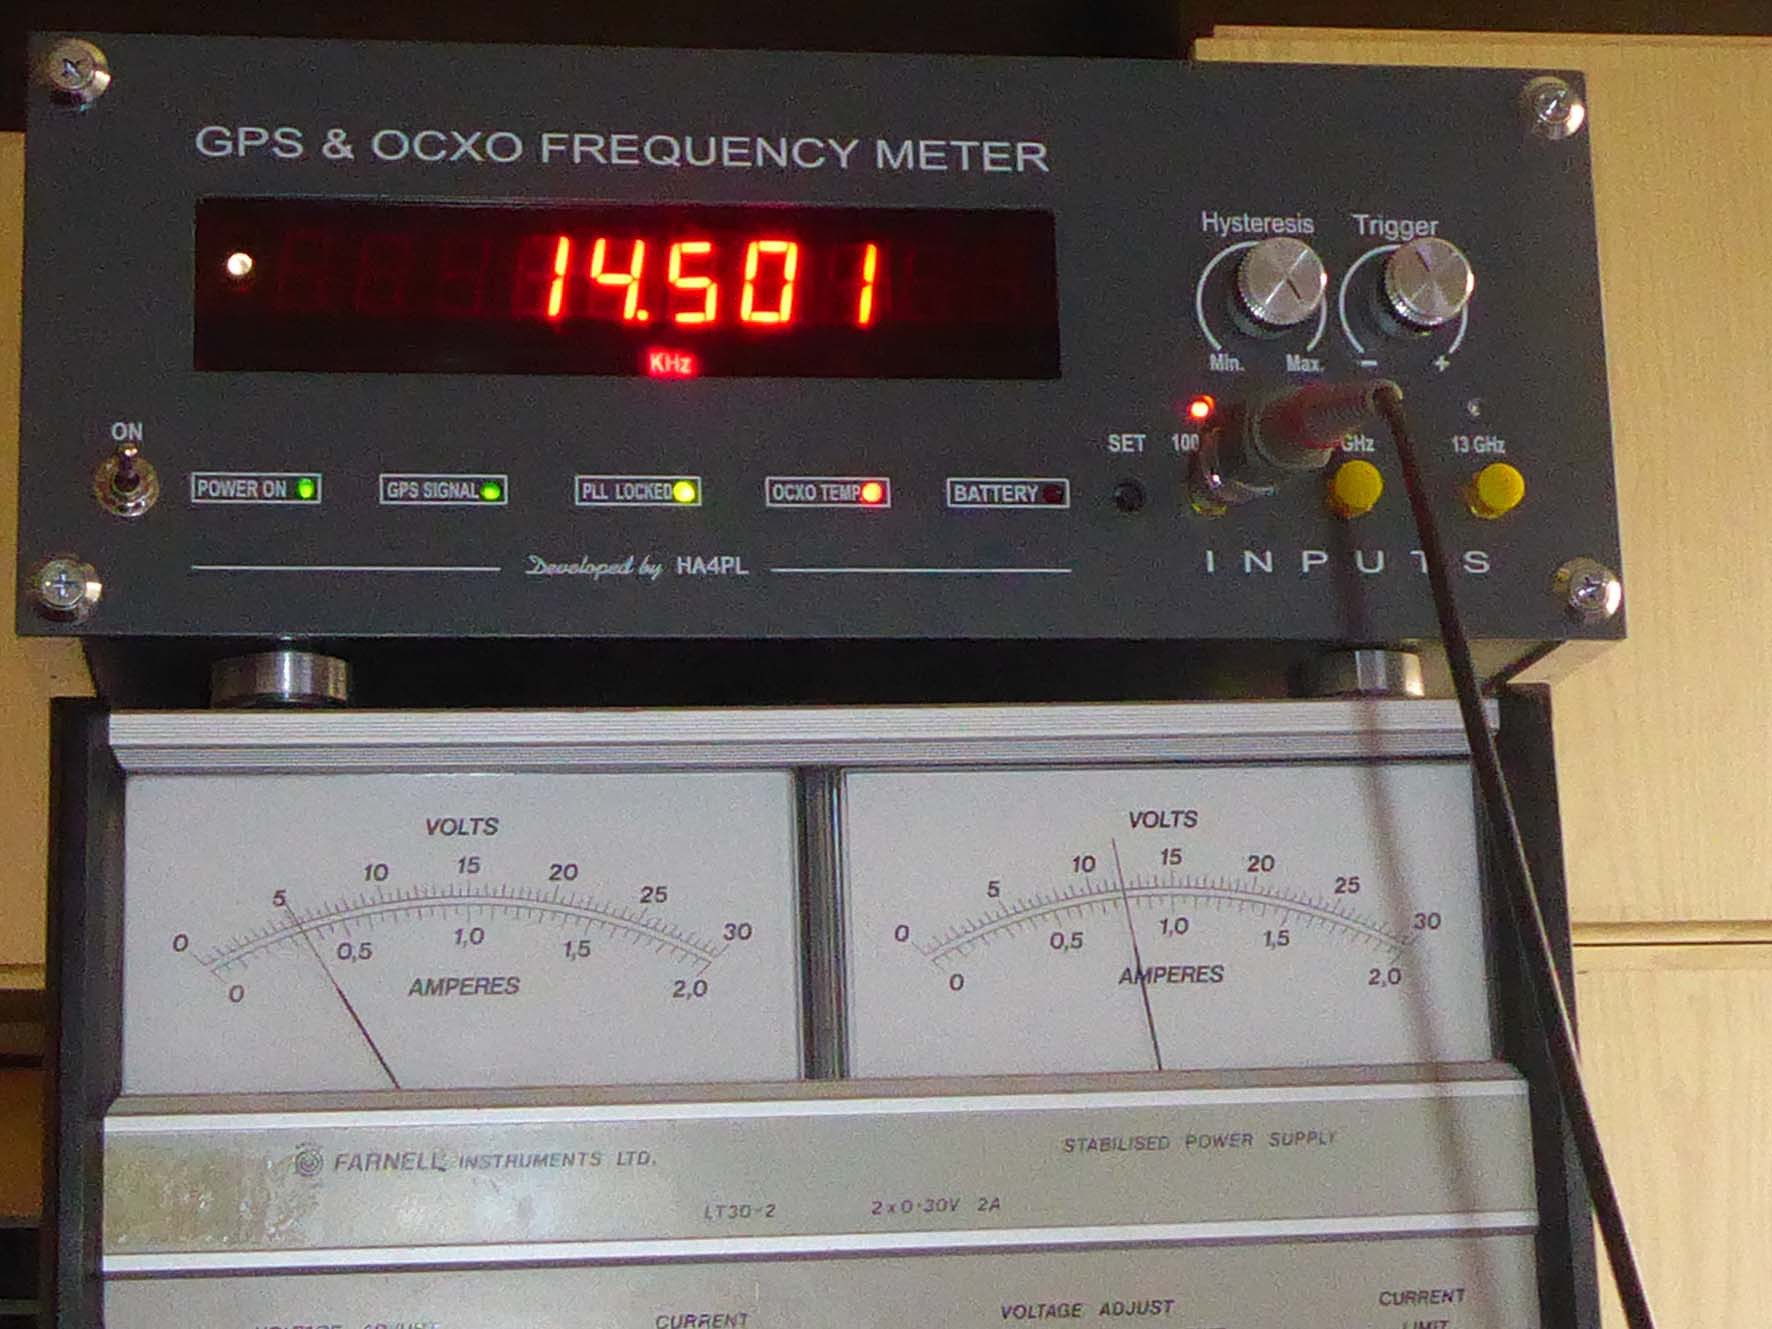 GPS & OCXO FREQUENCY METER
14.501
KHz
Hysteresis Trigger
Min. Max. − +
ON
SET 100 GHz 13 GHz
POWER ON GPS SIGNAL PLL LOCKED OCXO TEMP. BATTERY
Developed by HA4PL
INPUTS
VOLTS
0 5 10 15 20 25 30
0 0,5 1,0 1,5 2,0
AMPERES
VOLTS
0 5 10 15 20 25 30
0 0,5 1,0 1,5 2,0
AMPERES
FARNELL INSTRUMENTS LTD. STABILISED POWER SUPPLY
LT30-2 2x0·30V 2A
CURRENT VOLTAGE ADJUST CURRENT
LIMIT